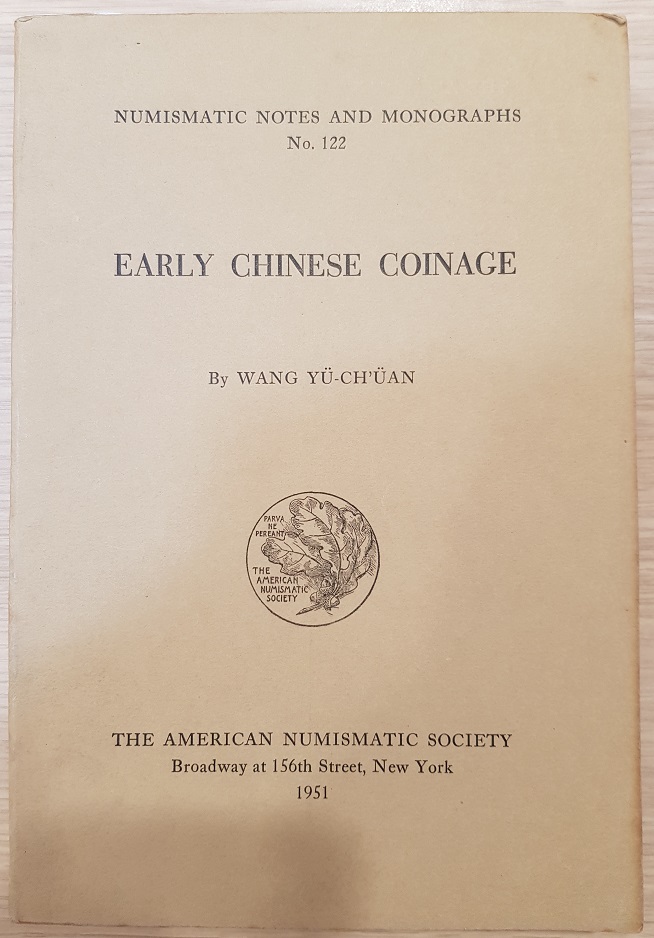 NUMISMATIC NOTES AND MONOGRAPHS
No. 122
EARLY CHINESE COINAGE
By WANG YÜ-CH'ÜAN
PARVA
NE
PEREANT
THE
AMERICAN
NUMISMATIC
SOCIETY
THE AMERICAN NUMISMATIC SOCIETY
Broadway at 156th Street, New York
1951